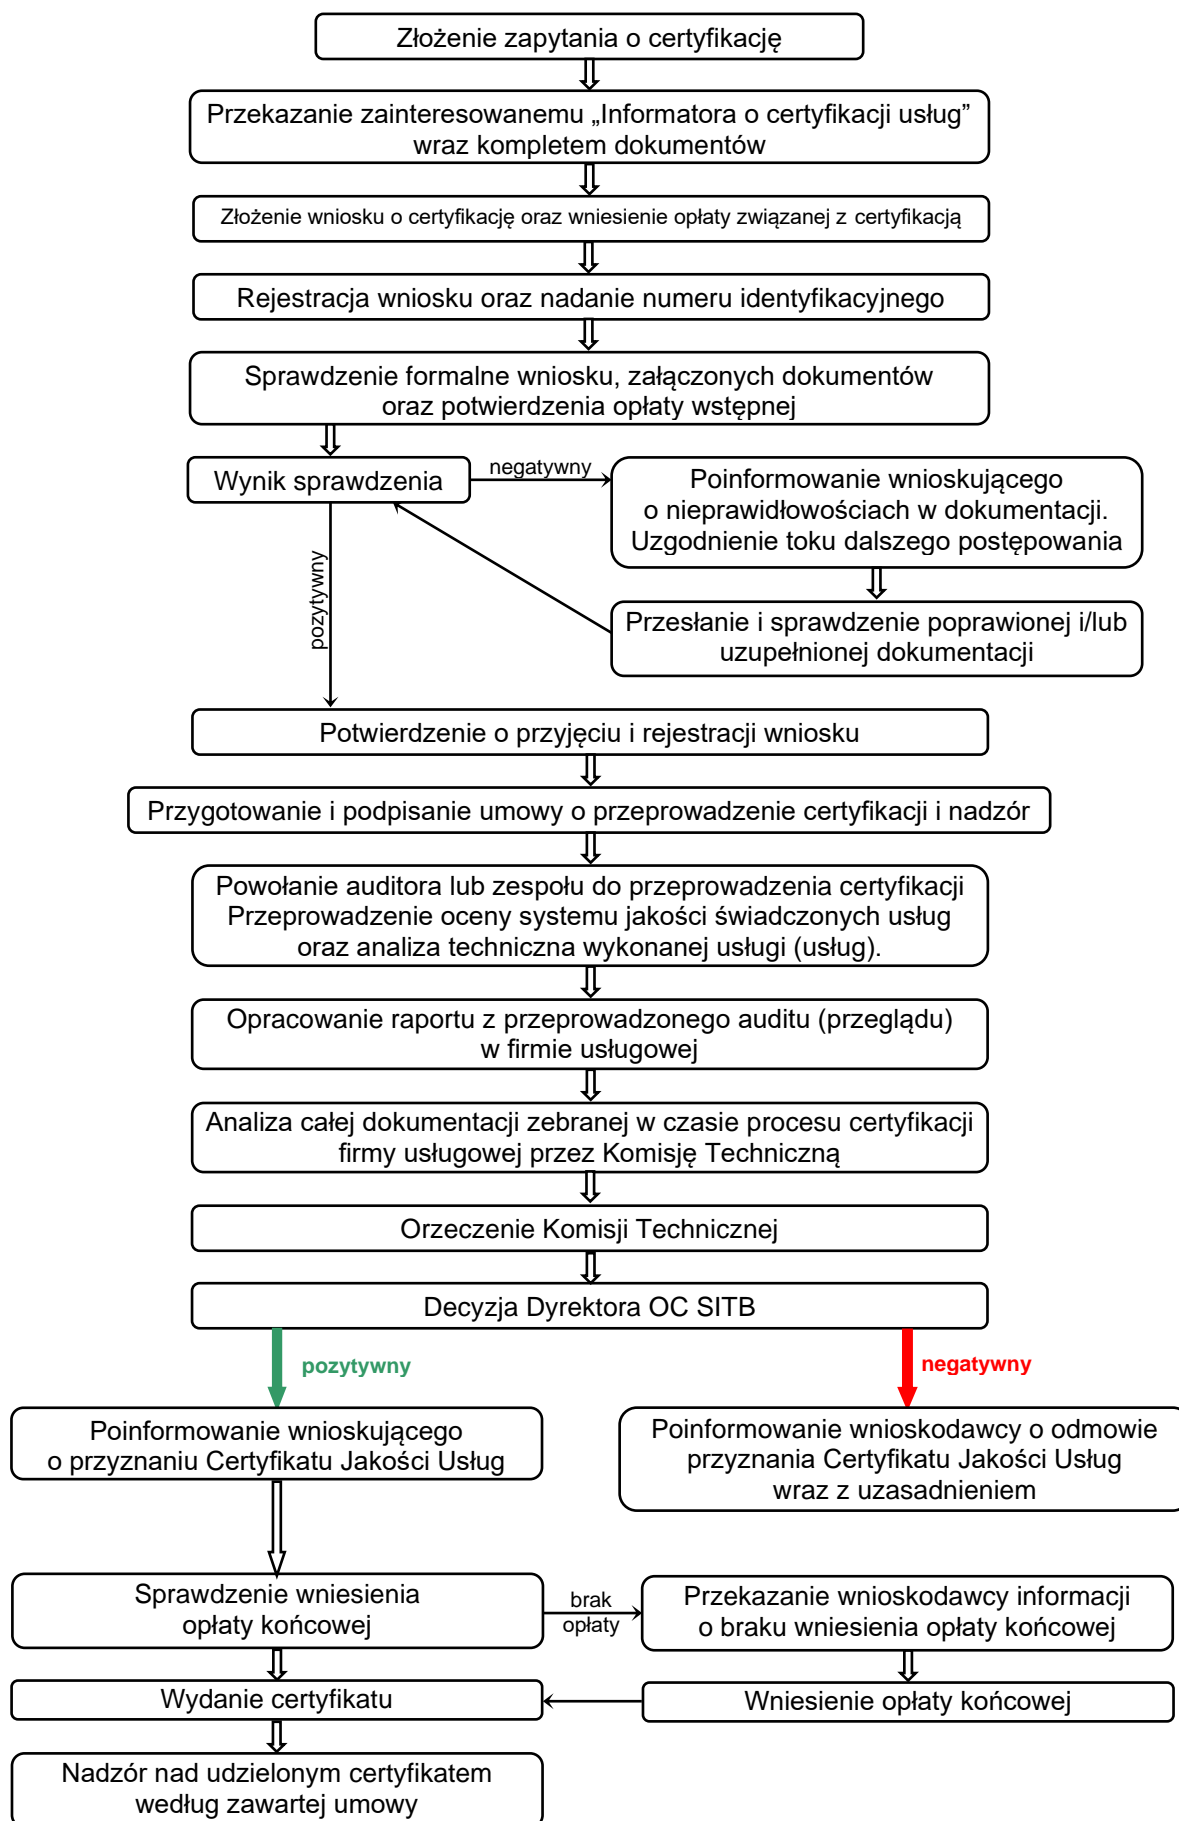 Złożenie zapytania o certyfikację
Przekazanie zainteresowanemu „Informatora o certyfikacji usług”
wraz kompletem dokumentów
Złożenie wniosku o certyfikację oraz wniesienie opłaty związanej z certyfikacją
Rejestracja wniosku oraz nadanie numeru identyfikacyjnego
Sprawdzenie formalne wniosku, załączonych dokumentów
oraz potwierdzenia opłaty wstępnej
Wynik sprawdzenia
negatywny
Poinformowanie wnioskującego
o nieprawidłowościach w dokumentacji.
Uzgodnienie toku dalszego postępowania
pozytywny
Przesłanie i sprawdzenie poprawionej i/lub
uzupełnionej dokumentacji
Potwierdzenie o przyjęciu i rejestracji wniosku
Przygotowanie i podpisanie umowy o przeprowadzenie certyfikacji i nadzór
Powołanie auditora lub zespołu do przeprowadzenia certyfikacji
Przeprowadzenie oceny systemu jakości świadczonych usług
oraz analiza techniczna wykonanej usługi (usług).
Opracowanie raportu z przeprowadzonego auditu (przeglądu)
w firmie usługowej
Analiza całej dokumentacji zebranej w czasie procesu certyfikacji
firmy usługowej przez Komisję Techniczną
Orzeczenie Komisji Technicznej
Decyzja Dyrektora OC SITB
pozytywny
negatywny
Poinformowanie wnioskującego
o przyznaniu Certyfikatu Jakości Usług
Poinformowanie wnioskodawcy o odmowie
przyznania Certyfikatu Jakości Usług
wraz z uzasadnieniem
Sprawdzenie wniesienia
opłaty końcowej
brak
opłaty
Przekazanie wnioskodawcy informacji
o braku wniesienia opłaty końcowej
Wydanie certyfikatu
Wniesienie opłaty końcowej
Nadzór nad udzielonym certyfikatem
według zawartej umowy